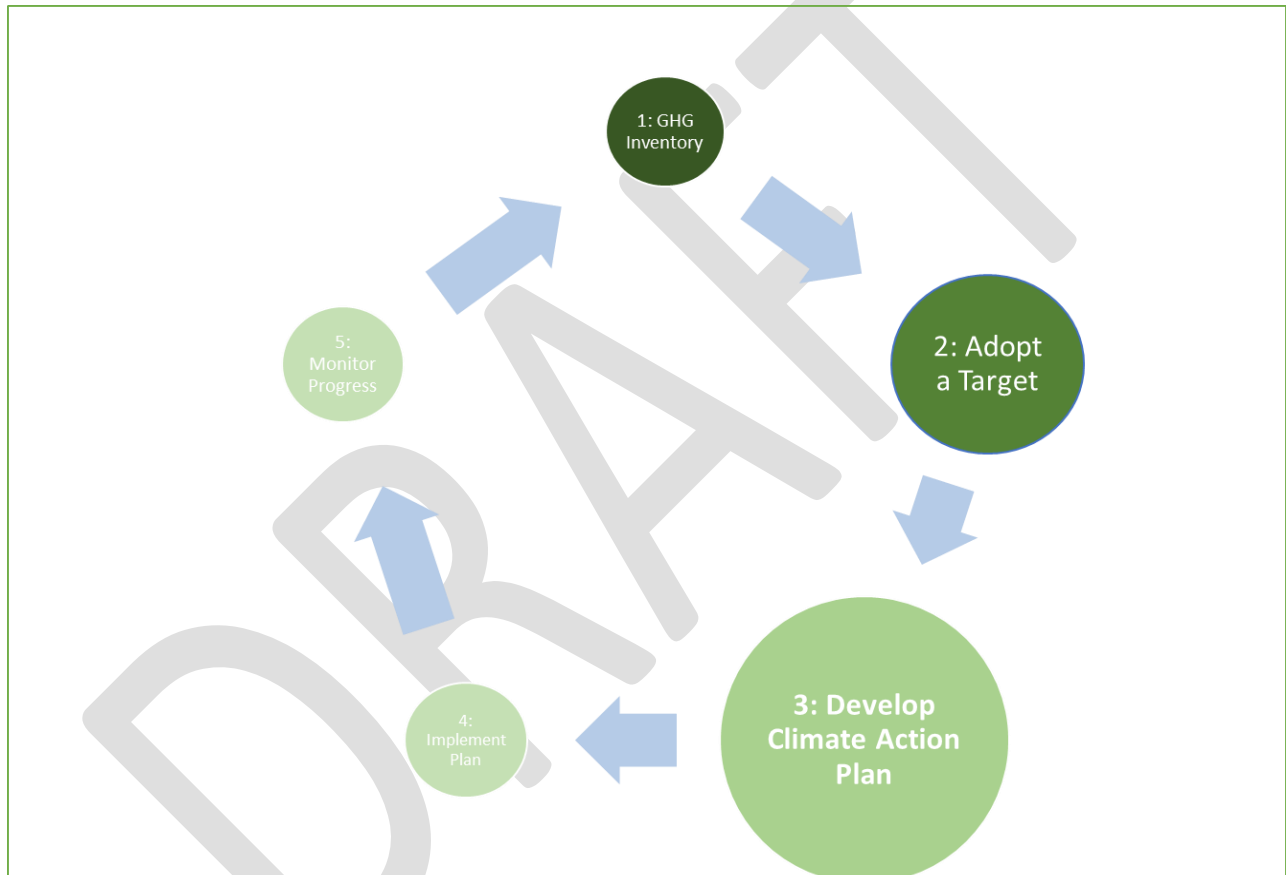 1: GHG
Inventory
2: Adopt
a Target
3: Develop
Climate Action
Plan
4:
Implement
Plan
5:
Monitor
Progress
DRAFT